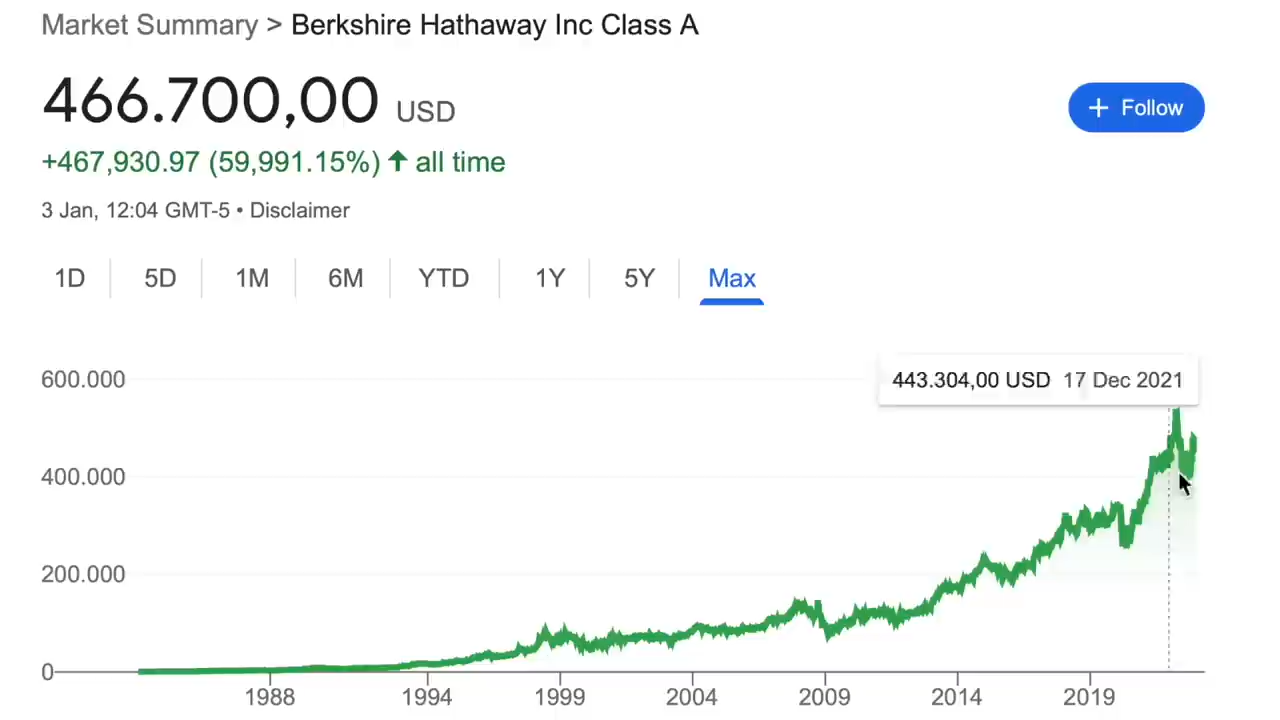 Market Summary > Berkshire Hathaway Inc Class A
466.700,00 USD
+ Follow
+467,930.97 (59,991.15%) ↑ all time
3 Jan, 12:04 GMT-5 • Disclaimer
1D 5D 1M 6M YTD 1Y 5Y Max
443.304,00 USD 17 Dec 2021
600.000
400.000
200.000
0
1988 1994 1999 2004 2009 2014 2019